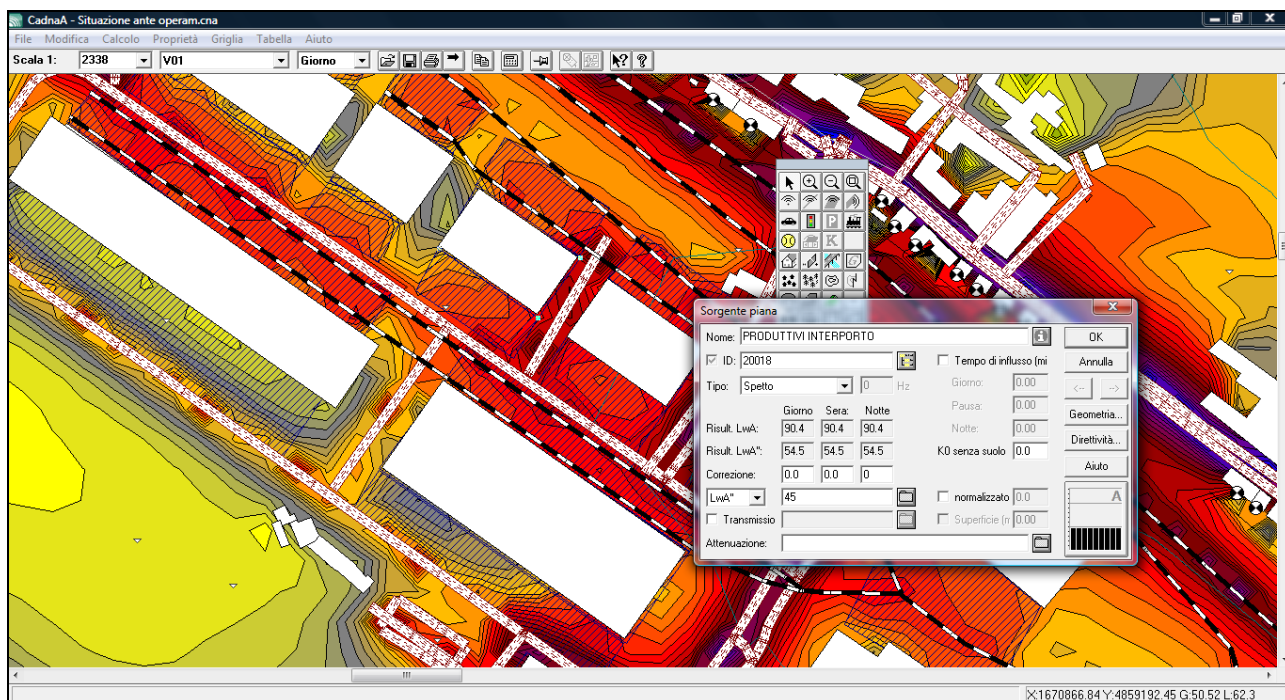 CadnaA - Situazione ante operam.cna
File Modifica Calcolo Proprietà Griglia Tabella Aiuto
Scala 1: 2338 V01 Giorno
P
K
Sorgente piana
Nome: PRODUTTIVI INTERPORTO OK
ID: 20018 Tempo di influsso (mi Annulla
Tipo: Spetto 0 Hz Giorno: 0.00 <-- -->
Giorno Sera: Notte Pausa: 0.00 Geometria...
Risult. LwA: 90.4 90.4 90.4 Notte: 0.00
Risult. LwA": 54.5 54.5 54.5 K0 senza suolo 0.0 Direttività...
Correzione: 0.0 0.0 0 Aiuto
LwA" 45 normalizzato 0.0 A
Transmissio Superficie (r 0.00
Attenuazione:
X:1670866.84 Y:4859192.45 G:50.52 L:62.3